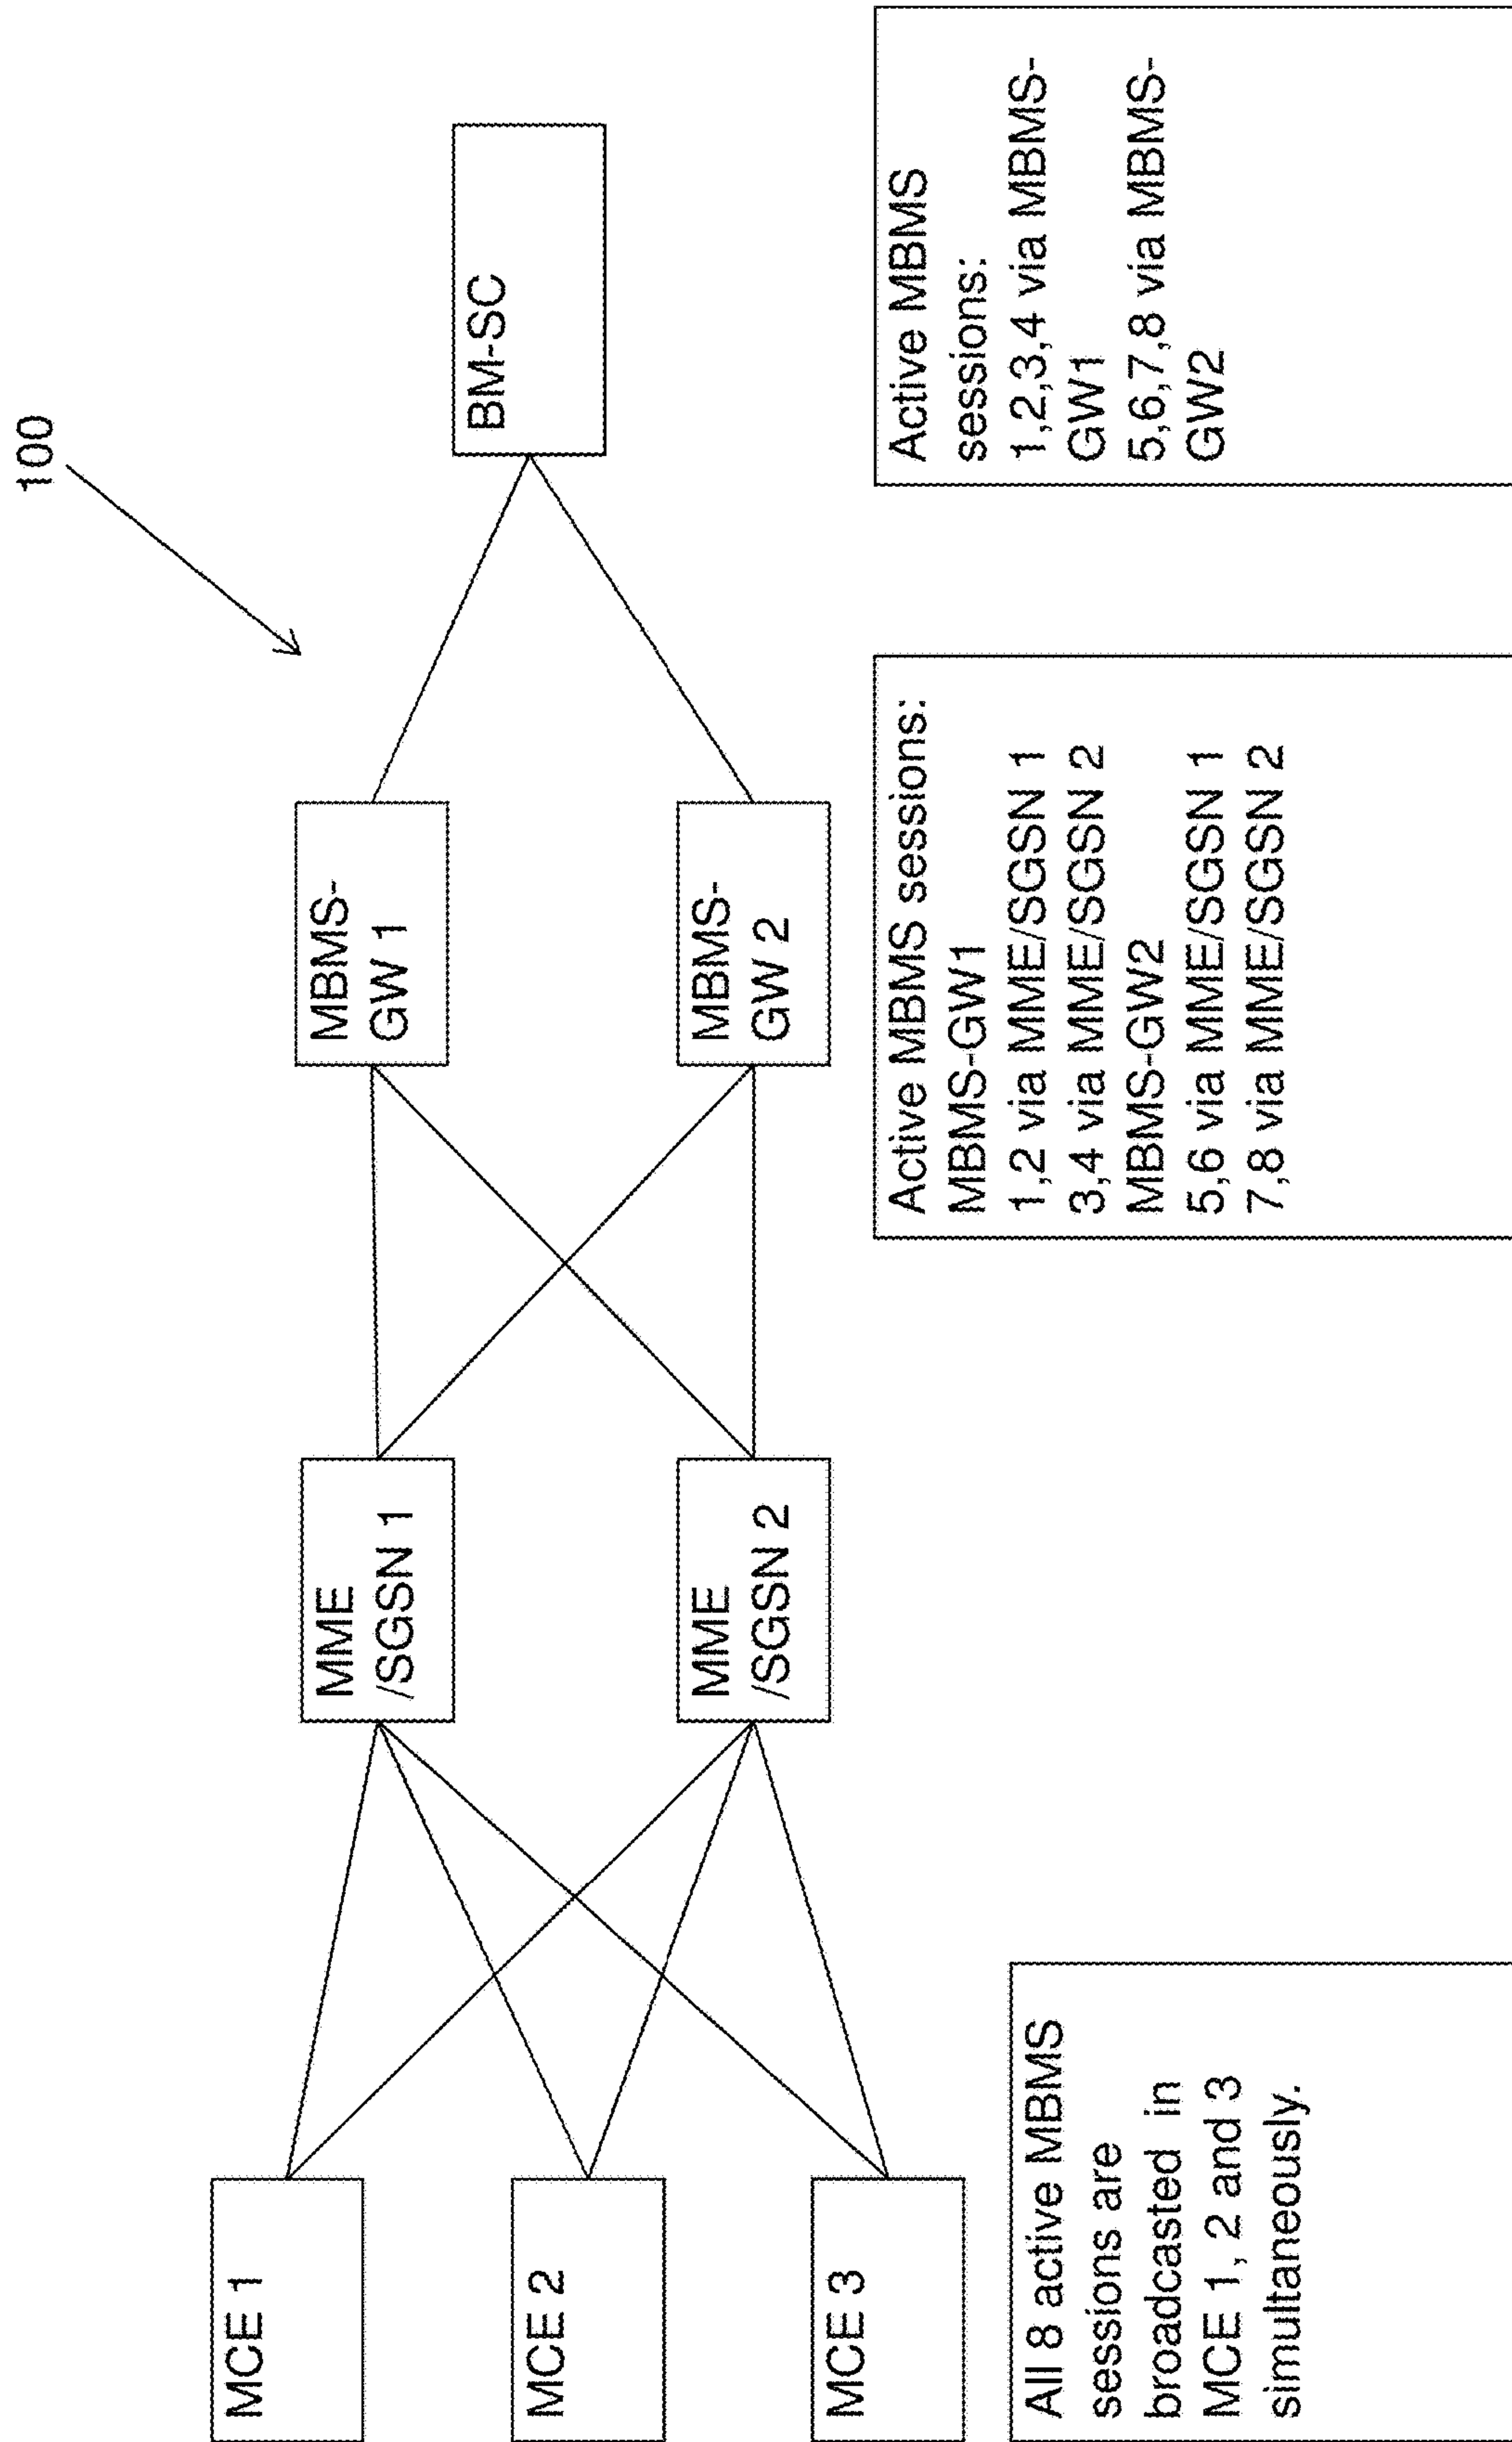 100
MCE 1
MCE 2
MCE 3
MME
/SGSN 1
MME
/SGSN 2
MBMS-
GW 1
MBMS-
GW 2
BM-SC
All 8 active MBMS
sessions are
broadcasted in
MCE 1, 2 and 3
simultaneously.
Active MBMS sessions:
MBMS-GW1
1,2 via MME/SGSN 1
3,4 via MME/SGSN 2
MBMS-GW2
5,6 via MME/SGSN 1
7,8 via MME/SGSN 2
Active MBMS
sessions:
1,2,3,4 via MBMS-
GW1
5,6,7,8 via MBMS-
GW2